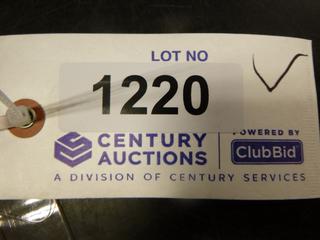 LOT NO
1220
CENTURY AUCTIONS
POWERED BY
ClubBid
A DIVISION OF CENTURY SERVICES